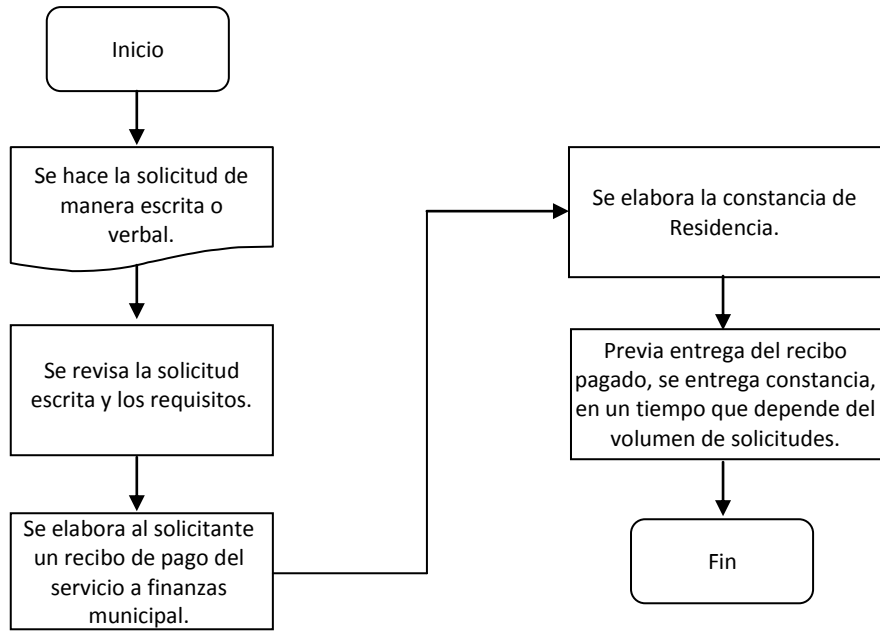 Inicio
Se hace la solicitud de
manera escrita o
verbal.
Se revisa la solicitud
escrita y los requisitos.
Se elabora al solicitante
un recibo de pago del
servicio a finanzas
municipal.
Se elabora la constancia de
Residencia.
Previa entrega del recibo
pagado, se entrega constancia,
en un tiempo que depende del
volumen de solicitudes.
Fin